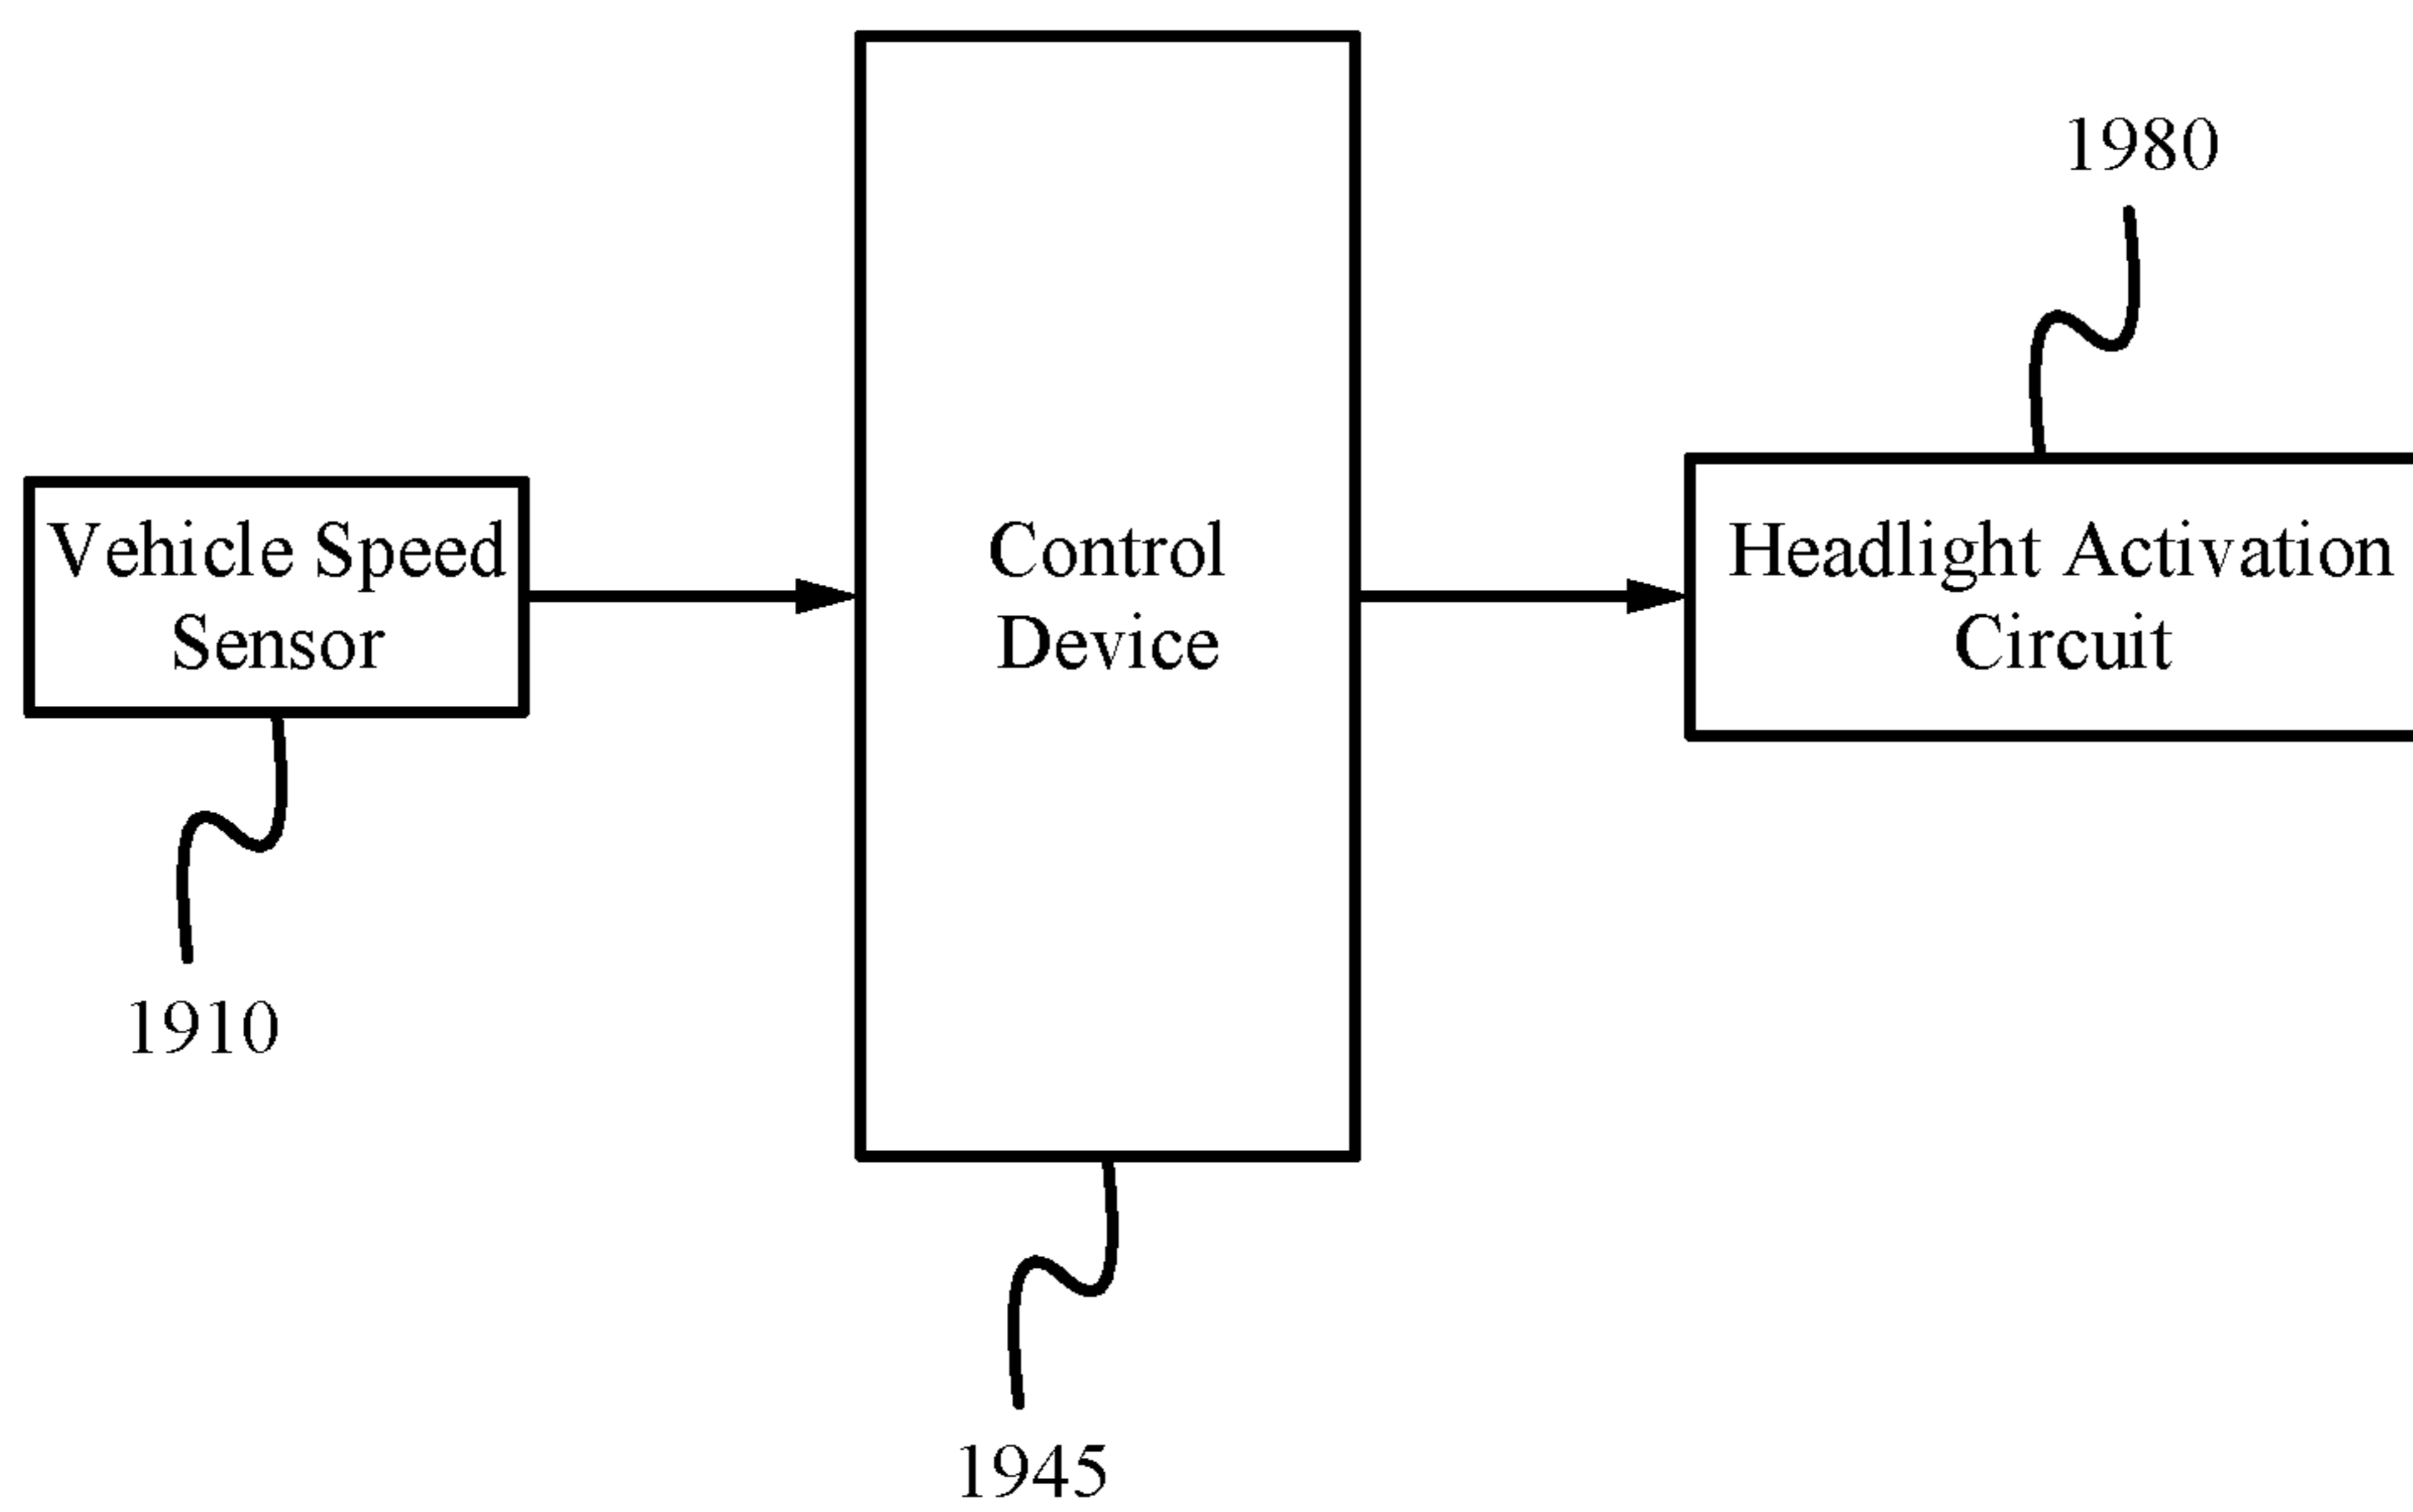 1980
Vehicle Speed
Sensor
Control
Device
Headlight Activation
Circuit
1910
1945